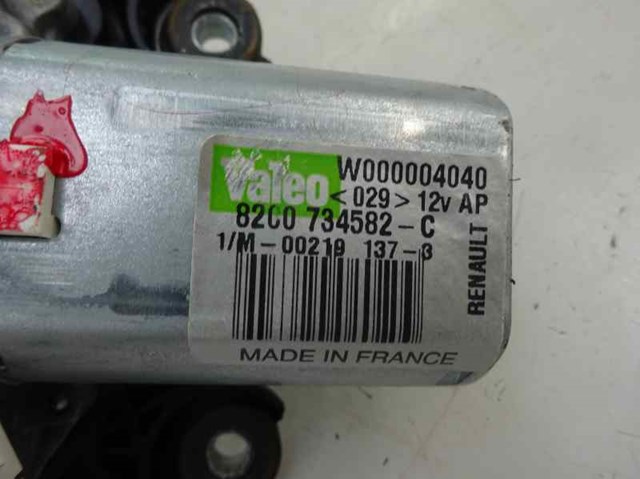 Valeo
W000004040
<029> 12v AP
8200 734582-C
1/M-00219 137-3
RENAULT
MADE IN FRANCE